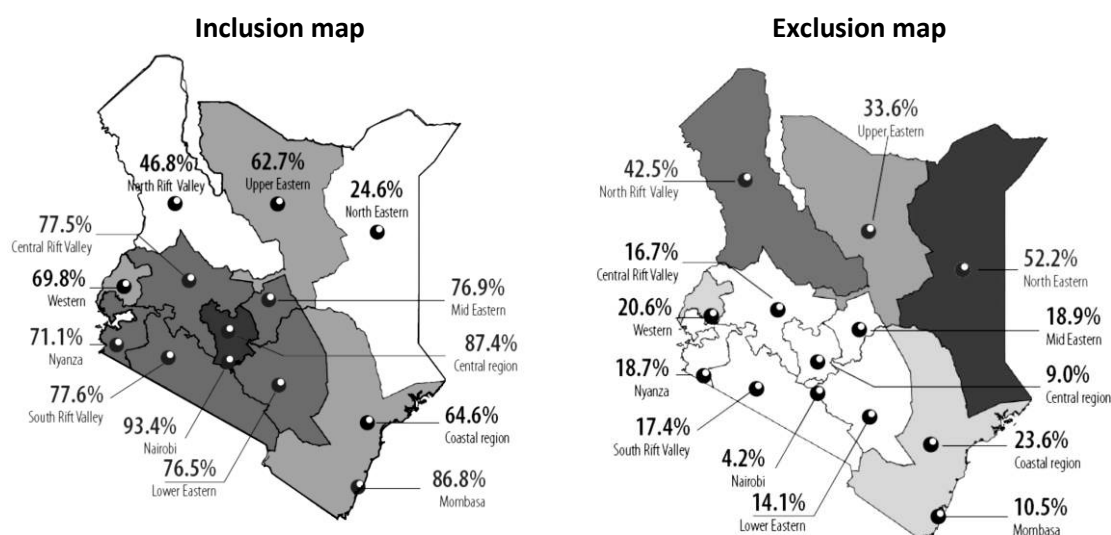 Inclusion map
46.8%
North Rift Valley
62.7%
Upper Eastern
24.6%
North Eastern
77.5%
Central Rift Valley
69.8%
Western
76.9%
Mid Eastern
71.1%
Nyanza
87.4%
Central region
77.6%
South Rift Valley
93.4%
Nairobi
64.6%
Coastal region
76.5%
Lower Eastern
86.8%
Mombasa
Exclusion map
33.6%
Upper Eastern
42.5%
North Rift Valley
16.7%
Central Rift Valley
52.2%
North Eastern
20.6%
Western
18.9%
Mid Eastern
18.7%
Nyanza
9.0%
Central region
17.4%
South Rift Valley
4.2%
Nairobi
23.6%
Coastal region
14.1%
Lower Eastern
10.5%
Mombasa